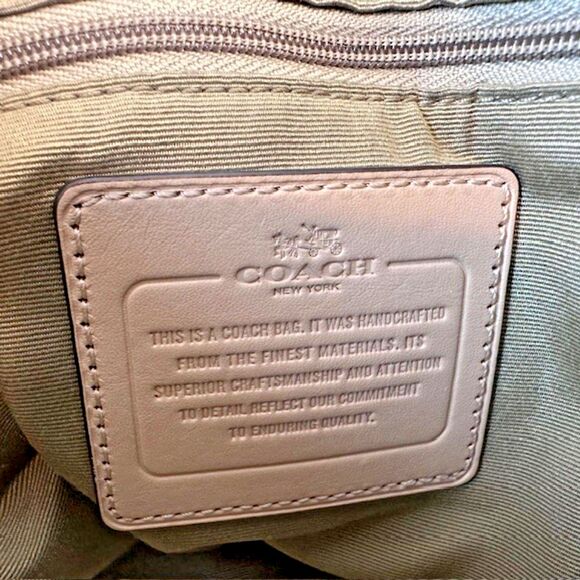 COACH
NEW YORK
THIS IS A COACH BAG. IT WAS HANDCRAFTED
FROM THE FINEST MATERIALS. ITS
SUPERIOR CRAFTSMANSHIP AND ATTENTION
TO DETAIL REFLECT OUR COMMITMENT
TO ENDURING QUALITY.